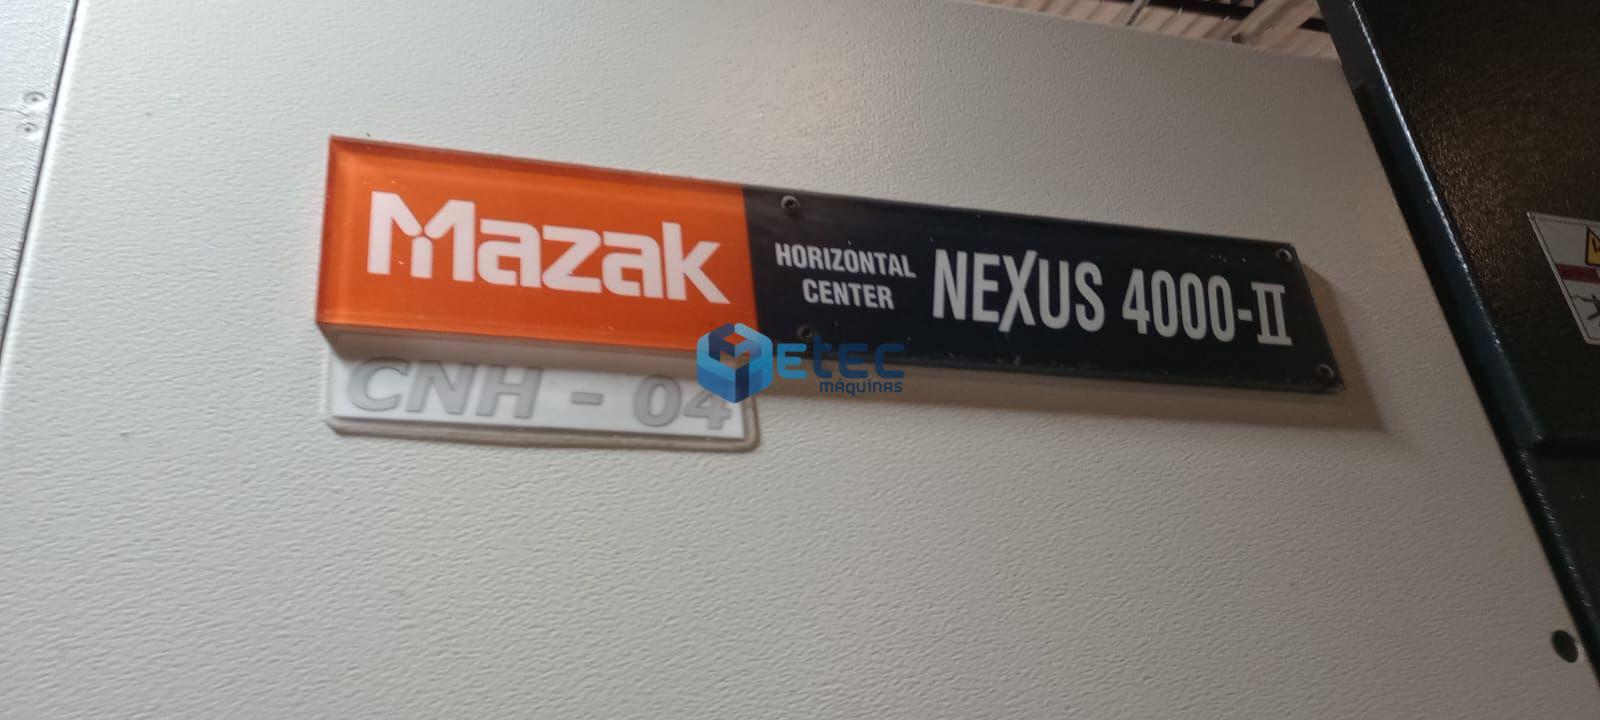 Mazak
HORIZONTAL
CENTER
NEXUS 4000-II
CNH - 04
etec
máquinas